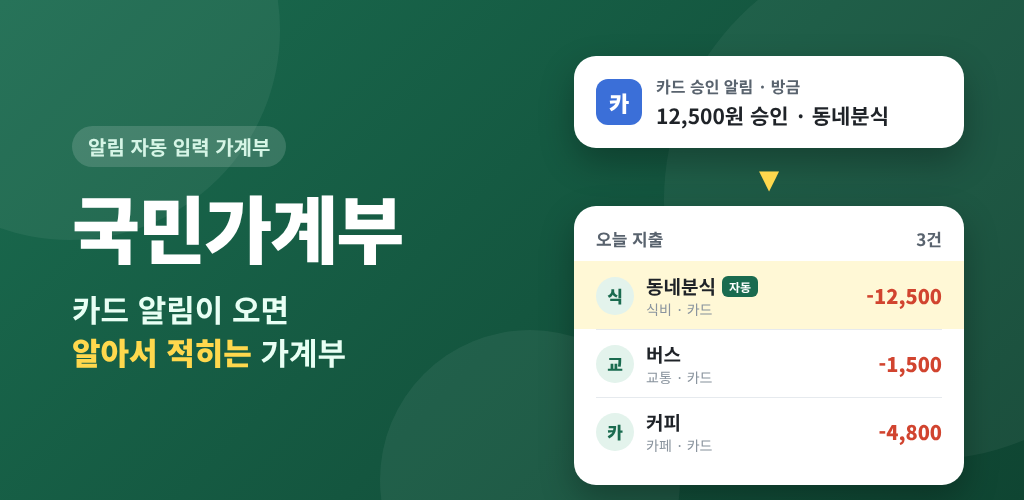 알림 자동 입력 가계부
국민가계부
카드 알림이 오면
알아서 적히는 가계부
카
카드 승인 알림 · 방금
12,500원 승인 · 동네분식
오늘 지출 3건
식
동네분식 자동
식비 · 카드
-12,500
교
버스
교통 · 카드
-1,500
카
커피
카페 · 카드
-4,800